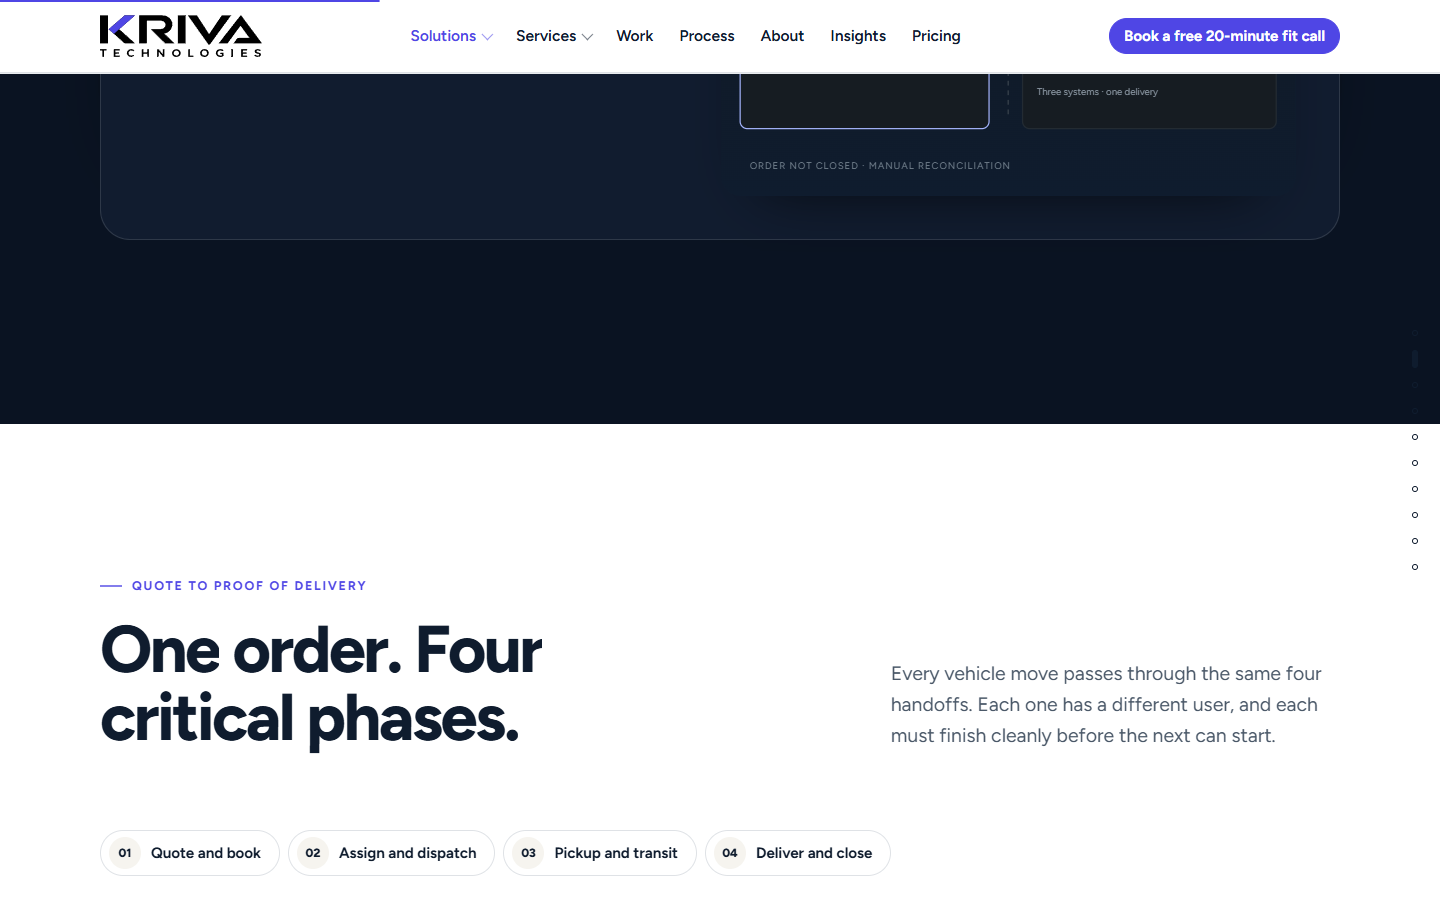 KRIVA
TECHNOLOGIES
Solutions
Services
Work
Process
About
Insights
Pricing
Book a free 20-minute fit call
Three systems · one delivery
ORDER NOT CLOSED · MANUAL RECONCILIATION
QUOTE TO PROOF OF DELIVERY
One order. Four
critical phases.
Every vehicle move passes through the same four
handoffs. Each one has a different user, and each
must finish cleanly before the next can start.
01 Quote and book
02 Assign and dispatch
03 Pickup and transit
04 Deliver and close